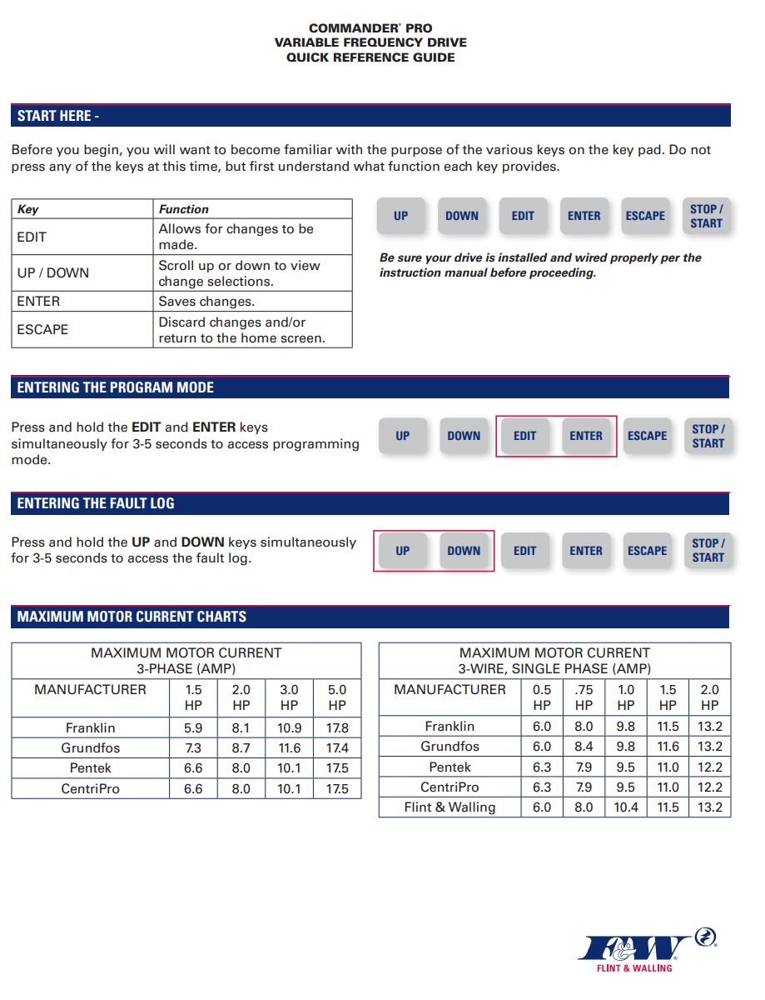 COMMANDER® PRO
VARIABLE FREQUENCY DRIVE
QUICK REFERENCE GUIDE
START HERE -
Before you begin, you will want to become familiar with the purpose of the various keys on the key pad. Do not
press any of the keys at this time, but first understand what function each key provides.
Key Function
EDIT Allows for changes to be
made.
UP / DOWN Scroll up or down to view
change selections.
ENTER Saves changes.
ESCAPE Discard changes and/or
return to the home screen.
UP DOWN EDIT ENTER ESCAPE STOP /
START
Be sure your drive is installed and wired properly per the
instruction manual before proceeding.
ENTERING THE PROGRAM MODE
Press and hold the EDIT and ENTER keys
simultaneously for 3-5 seconds to access programming
mode.
UP DOWN EDIT ENTER ESCAPE STOP /
START
ENTERING THE FAULT LOG
Press and hold the UP and DOWN keys simultaneously
for 3-5 seconds to access the fault log.
UP DOWN EDIT ENTER ESCAPE STOP /
START
MAXIMUM MOTOR CURRENT CHARTS
MAXIMUM MOTOR CURRENT
3-PHASE (AMP)
MANUFACTURER 1.5 2.0 3.0 5.0
HP HP HP HP
Franklin 5.9 8.1 10.9 17.8
Grundfos 7.3 8.7 11.6 17.4
Pentek 6.6 8.0 10.1 17.5
CentriPro 6.6 8.0 10.1 17.5
MAXIMUM MOTOR CURRENT
3-WIRE, SINGLE PHASE (AMP)
MANUFACTURER 0.5 .75 1.0 1.5 2.0
HP HP HP HP HP
Franklin 6.0 8.0 9.8 11.5 13.2
Grundfos 6.0 8.4 9.8 11.6 13.2
Pentek 6.3 7.9 9.5 11.0 12.2
CentriPro 6.3 7.9 9.5 11.0 12.2
Flint & Walling 6.0 8.0 10.4 11.5 13.2
F&W®
FLINT & WALLING